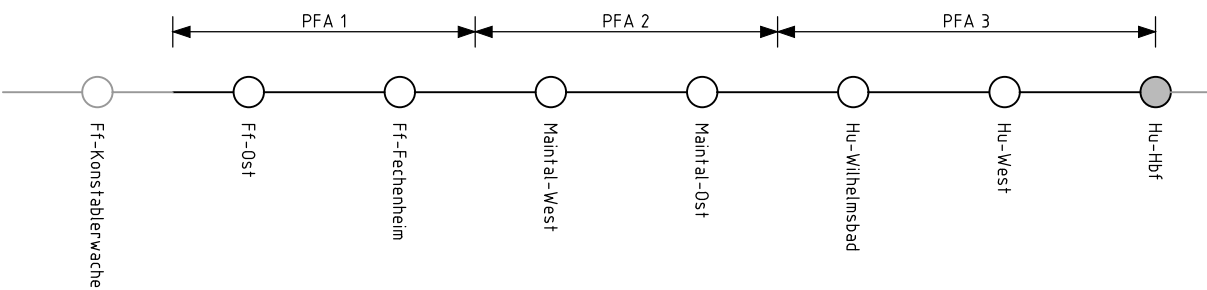 PFA 1
PFA 2
PFA 3
Ff-Konstablerwache
Ff-Ost
Ff-Fechenheim
Maintal-West
Maintal-Ost
Hu-Wilhelmsbad
Hu-West
Hu-Hbf